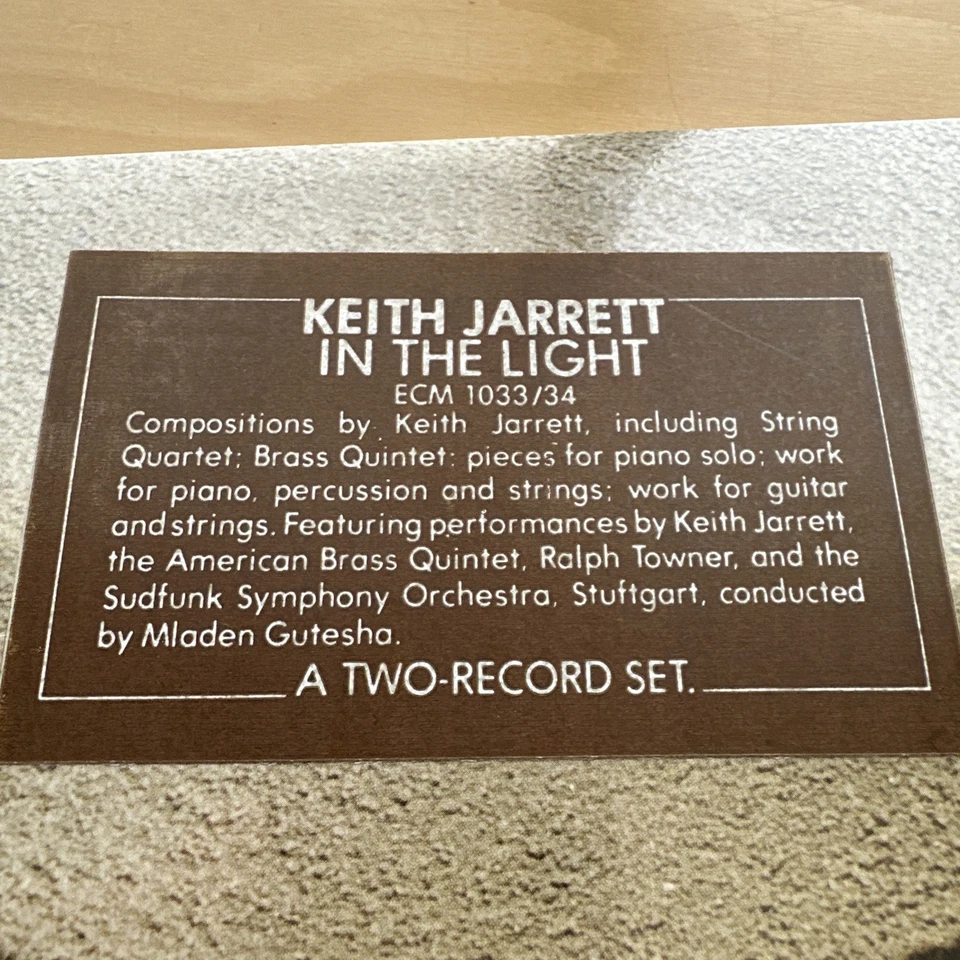 KEITH JARRETT
IN THE LIGHT
ECM 1033/34
Compositions by Keith Jarrett, including String
Quartet; Brass Quintet; pieces for piano solo; work
for piano, percussion and strings; work for guitar
and strings. Featuring performances by Keith Jarrett,
the American Brass Quintet, Ralph Towner, and the
Sudfunk Symphony Orchestra, Stuttgart, conducted
by Mladen Gutesha.
A TWO-RECORD SET.